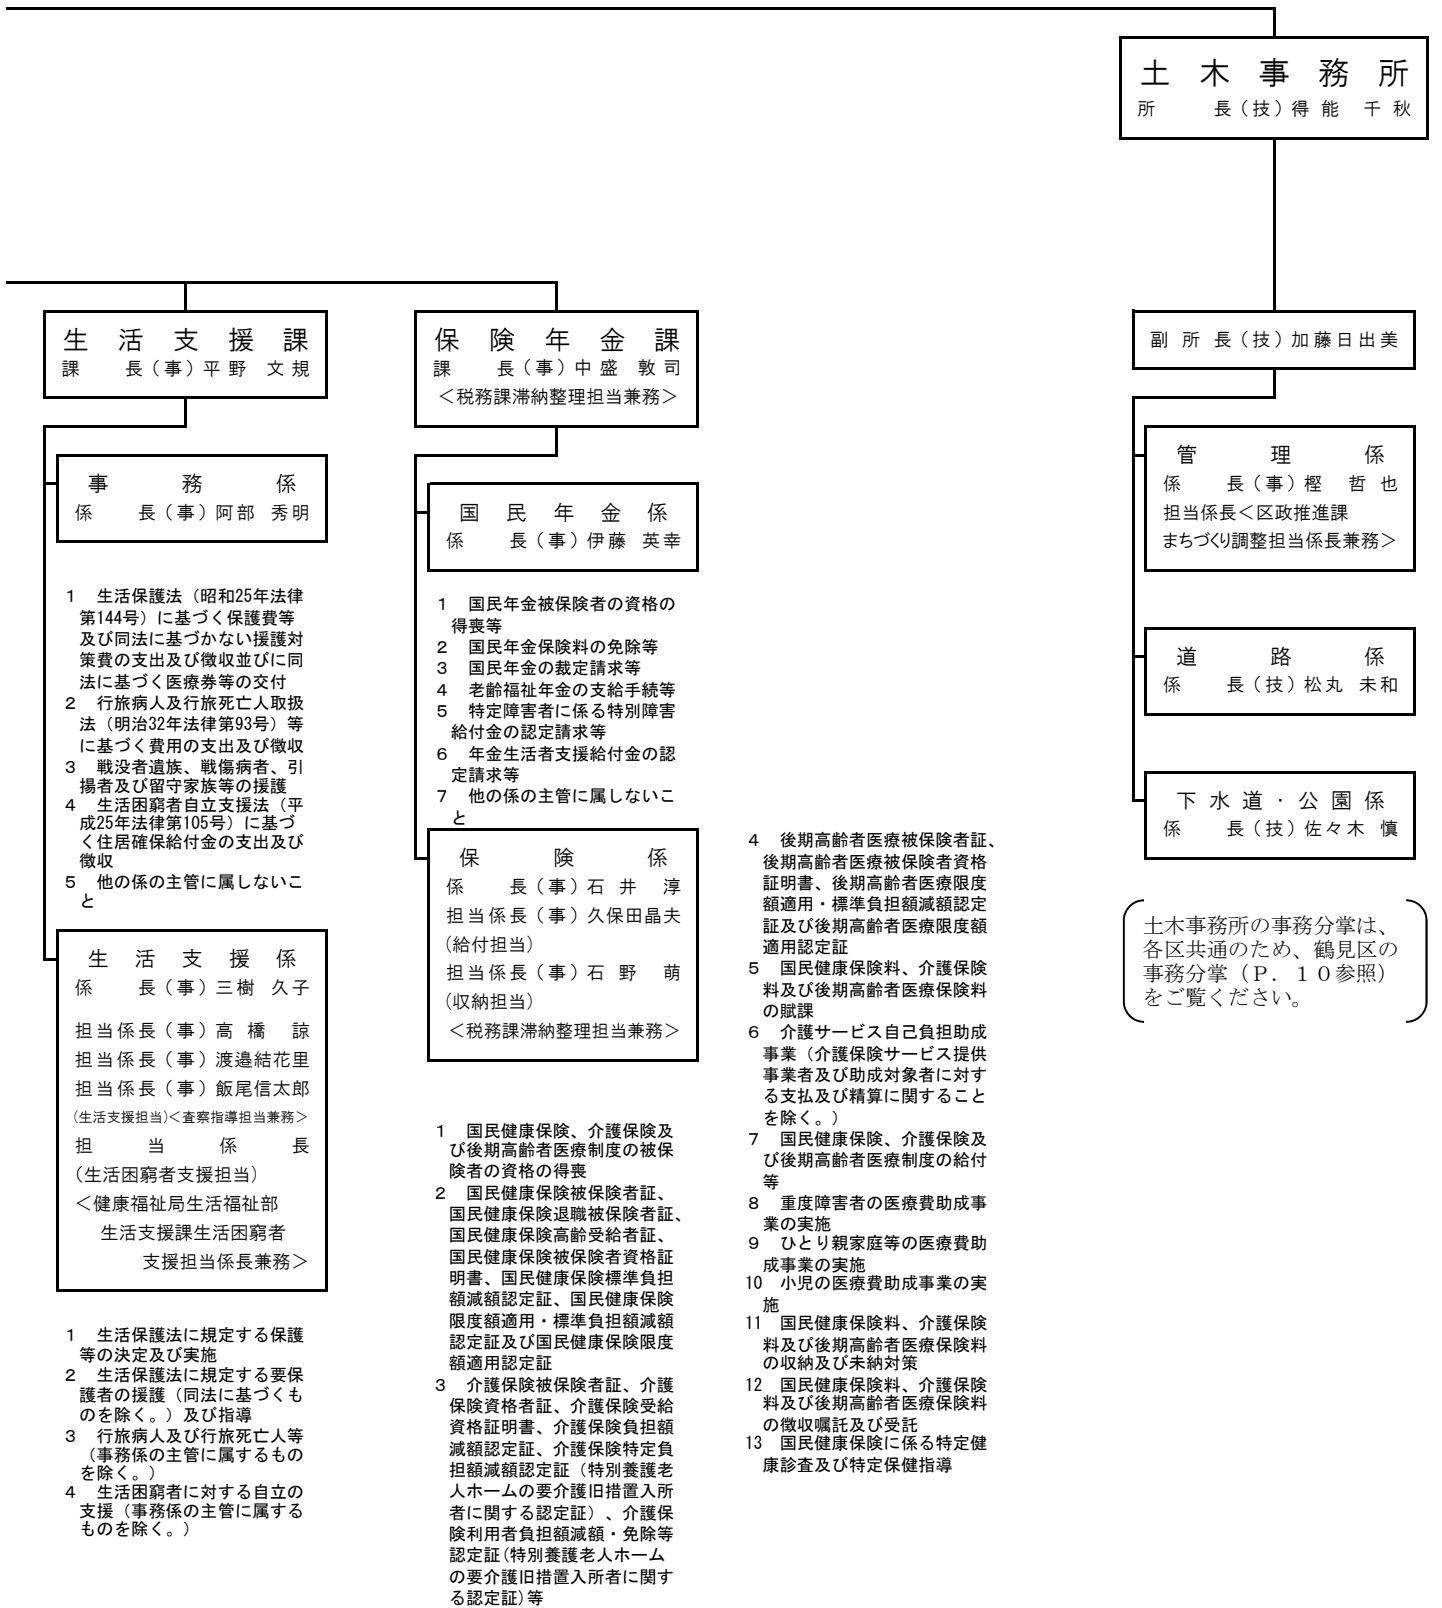 土木事務所
所　　長（技）得能　千秋
生活支援課
課　　長（事）平野　文規
事務係
係　　長（事）阿部　秀明
1　生活保護法（昭和25年法律
第144号）に基づく保護費等
及び同法に基づかない援護対
策費の支出及び徴収並びに同
法に基づく医療券等の交付
2　行旅病人及行旅死亡人取扱
法（明治32年法律第93号）等
に基づく費用の支出及び徴収
3　戦没者遺族、戦傷病者、引
揚者及び留守家族等の援護
4　生活困窮者自立支援法（平
成25年法律第105号）に基づ
く住居確保給付金の支出及び
徴収
5　他の係の主管に属しないこ
と
生活支援係
係　　長（事）三樹　久子
担当係長（事）高橋　諒
担当係長（事）渡邉結花里
担当係長（事）飯尾信太郎
（生活支援担当）＜査察指導担当兼務＞
担当係長
（生活困窮者支援担当）
＜健康福祉局生活福祉部
生活支援課生活困窮者
支援担当係長兼務＞
1　生活保護法に規定する保護
等の決定及び実施
2　生活保護法に規定する要保
護者の援護（同法に基づくも
のを除く。）及び指導
3　行旅病人及び行旅死亡人等
（事務係の主管に属するもの
を除く。）
4　生活困窮者に対する自立の
支援（事務係の主管に属する
ものを除く。）
保険年金課
課　　長（事）中盛　敦司
＜税務課滞納整理担当兼務＞
国民年金係
係　　長（事）伊藤　英幸
1　国民年金被保険者の資格の
得喪等
2　国民年金保険料の免除等
3　国民年金の裁定請求等
4　老齢福祉年金の支給手続等
5　特定障害者に係る特別障害
給付金の認定請求等
6　年金生活者支援給付金の認
定請求等
7　他の係の主管に属しないこ
と
保険係
係　　長（事）石井　淳
担当係長（事）久保田晶夫
（給付担当）
担当係長（事）石野　萌
（収納担当）
＜税務課滞納整理担当兼務＞
1　国民健康保険、介護保険及
び後期高齢者医療制度の被保
険者の資格の得喪
2　国民健康保険被保険者証、
国民健康保険退職被保険者証、
国民健康保険高齢受給者証、
国民健康保険被保険者資格証
明書、国民健康保険標準負担
額減額認定証、国民健康保険
限度額適用・標準負担額減額
認定証及び国民健康保険限度
額適用認定証
3　介護保険被保険者証、介護
保険資格者証、介護保険受給
資格証明書、介護保険負担額
減額認定証、介護保険特定負
担額減額認定証（特別養護老
人ホームの要介護旧措置入所
者に関する認定証）、介護保
険利用者負担額減額・免除等
認定証（特別養護老人ホーム
の要介護旧措置入所者に関す
る認定証）等
4　後期高齢者医療被保険者証、
後期高齢者医療被保険者資格
証明書、後期高齢者医療限度
額適用・標準負担額減額認定
証及び後期高齢者医療限度額
適用認定証
5　国民健康保険料、介護保険
料及び後期高齢者医療保険料
の賦課
6　介護サービス自己負担助成
事業（介護保険サービス提供
事業者及び助成対象者に対す
る支払及び精算に関すること
を除く。）
7　国民健康保険、介護保険及
び後期高齢者医療制度の給付
等
8　重度障害者の医療費助成事
業の実施
9　ひとり親家庭等の医療費助
成事業の実施
10　小児の医療費助成事業の実
施
11　国民健康保険料、介護保険
料及び後期高齢者医療保険料
の収納及び未納対策
12　国民健康保険料、介護保険
料及び後期高齢者医療保険料
の徴収嘱託及び受託
13　国民健康保険に係る特定健
康診査及び特定保健指導
副所長（技）加藤日出美
管理係
係　　長（事）樫　哲也
担当係長＜区政推進課
まちづくり調整担当係長兼務＞
道路係
係　　長（技）松丸　未和
下水道・公園係
係　　長（技）佐々木　慎
土木事務所の事務分掌は、
各区共通のため、鶴見区の
事務分掌（Ｐ．１０参照）
をご覧ください。